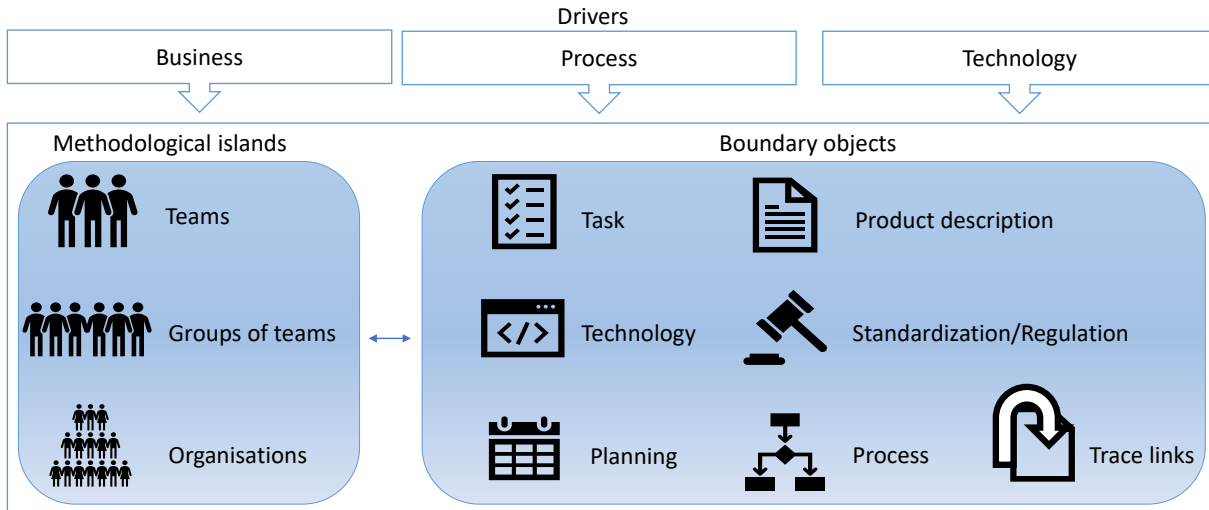 Drivers
Business
Process
Technology
Methodological islands
Boundary objects
Teams
Task
Product description
Groups of teams
</>
Technology
Standardization/Regulation
Organisations
Planning
Process
Trace links